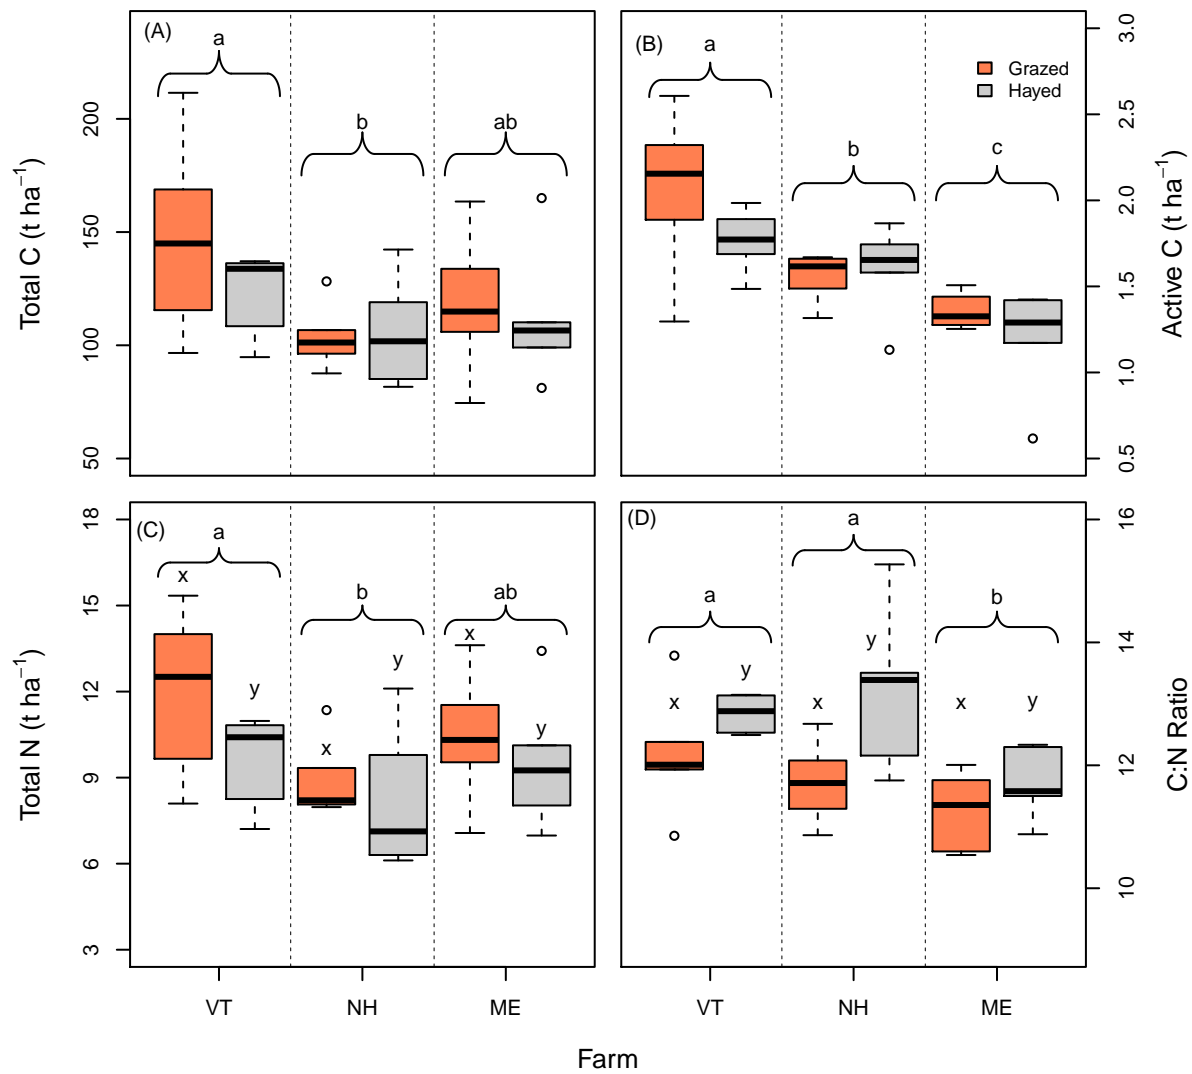 (A)
a
b
ab
200
150
100
50
Total C (t ha⁻¹)
(B)
a
b
c
Grazed
Hayed
3.0
2.5
2.0
1.5
1.0
0.5
Active C (t ha⁻¹)
(C)
a
b
ab
x
y
x
y
x
y
18
15
12
9
6
3
Total N (t ha⁻¹)
VT
NH
ME
(D)
a
a
b
x
y
x
y
x
y
16
14
12
10
C:N Ratio
VT
NH
ME
Farm